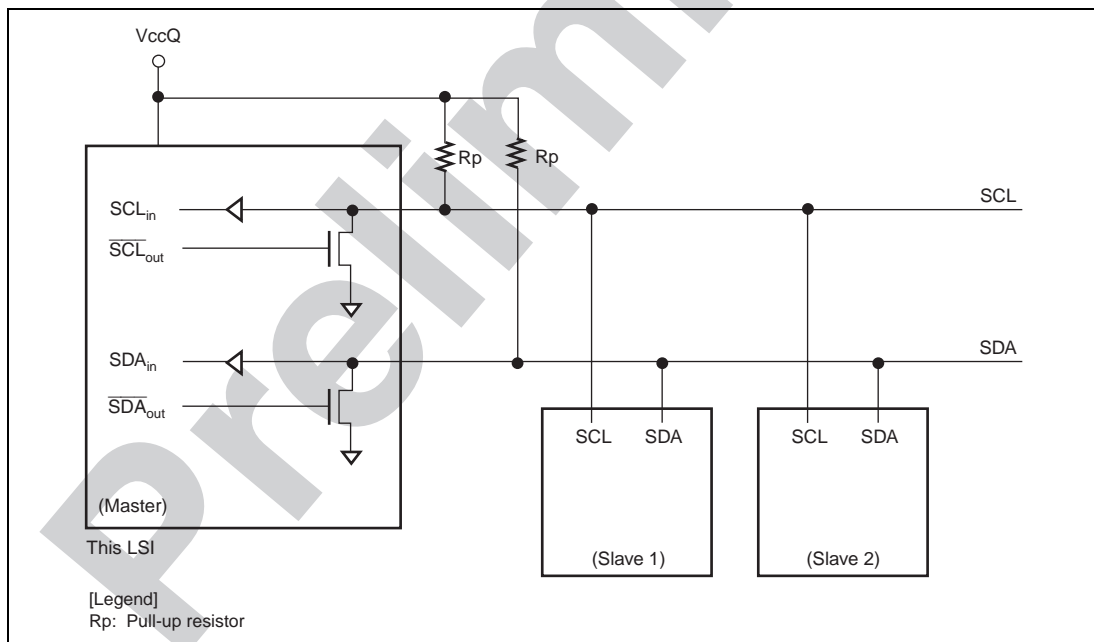 VccQ
Rp Rp
SCLin
SCL
SCLout
SDAin
SDA
SDAout
SCL SDA
SCL SDA
(Master)
(Slave 1)
(Slave 2)
This LSI
[Legend]
Rp: Pull-up resistor
Prelim